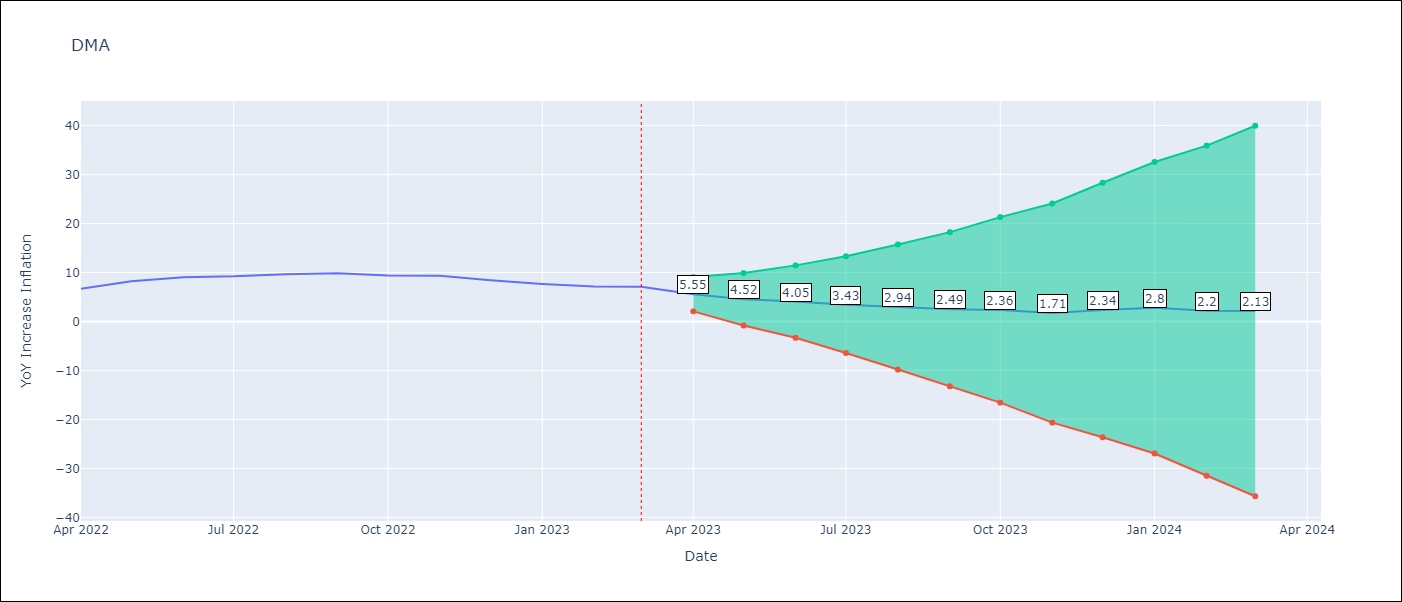 DMA
YoY Increase Inflation
40
30
20
10
0
−10
−20
−30
−40
5.55
4.52
4.05
3.43
2.94
2.49
2.36
1.71
2.34
2.8
2.2
2.13
Apr 2022
Jul 2022
Oct 2022
Jan 2023
Apr 2023
Jul 2023
Oct 2023
Jan 2024
Apr 2024
Date